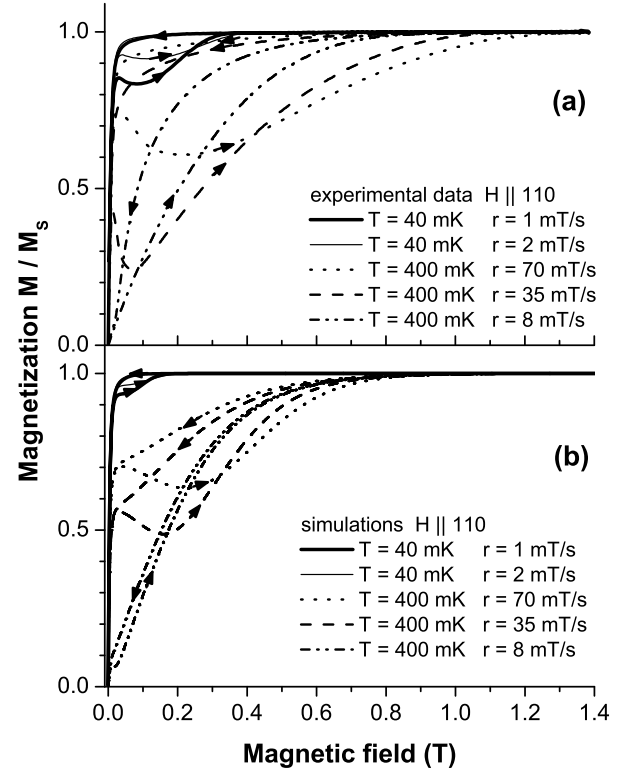 1.0
(a)
0.5
experimental data H || 110
T = 40 mK r = 1 mT/s
T = 40 mK r = 2 mT/s
T = 400 mK r = 70 mT/s
T = 400 mK r = 35 mT/s
T = 400 mK r = 8 mT/s
0.0
Magnetization M / Ms
1.0
(b)
0.5
simulations H || 110
T = 40 mK r = 1 mT/s
T = 40 mK r = 2 mT/s
T = 400 mK r = 70 mT/s
T = 400 mK r = 35 mT/s
T = 400 mK r = 8 mT/s
0.0
0.0 0.2 0.4 0.6 0.8 1.0 1.2 1.4
Magnetic field (T)